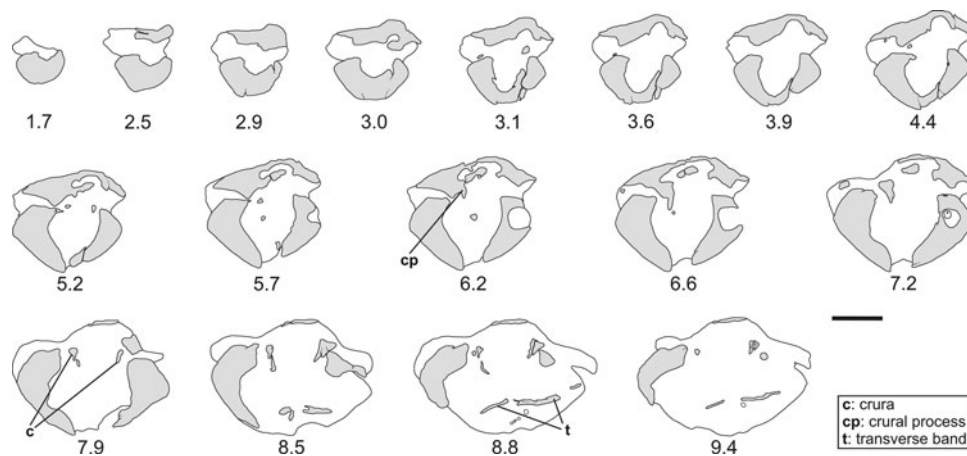 1.7 2.5 2.9 3.0 3.1 3.6 3.9 4.4
cp
5.2 5.7 6.2 6.6 7.2
c t
7.9 8.5 8.8 9.4
c: crura
cp: crural process
t: transverse band